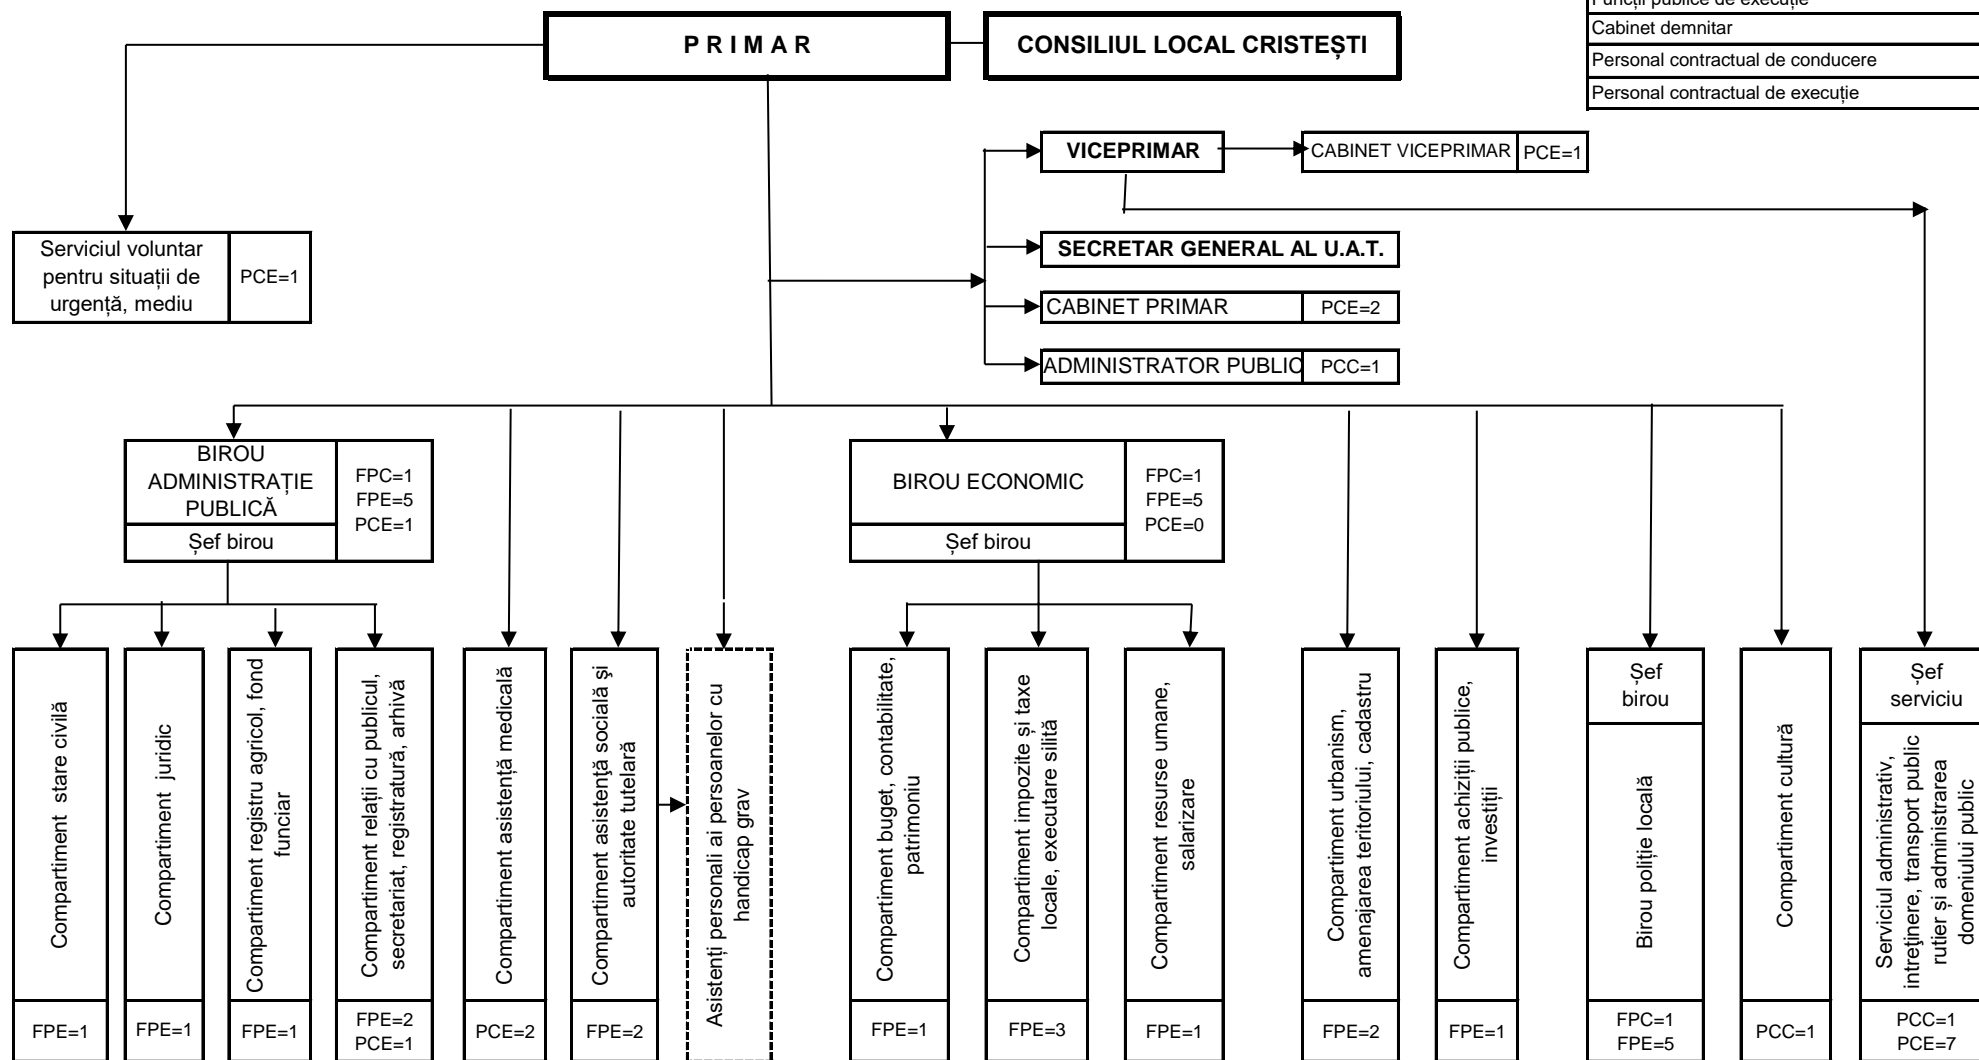 Funcții publice de execuție
Cabinet demnitar
Personal contractual de conducere
Personal contractual de execuție
P R I M A R
CONSILIUL LOCAL CRISTEȘTI
VICEPRIMAR
CABINET VICEPRIMAR
PCE=1
Serviciul voluntar
pentru situații de
urgență, mediu
PCE=1
SECRETAR GENERAL AL U.A.T.
CABINET PRIMAR
PCE=2
ADMINISTRATOR PUBLIC
PCC=1
BIROU
ADMINISTRAȚIE
PUBLICĂ
Șef birou
FPC=1
FPE=5
PCE=1
BIROU ECONOMIC
Șef birou
FPC=1
FPE=5
PCE=0
Compartiment stare civilă
FPE=1
Compartiment juridic
FPE=1
Compartiment registru agricol, fond
funciar
FPE=1
Compartiment relații cu publicul,
secretariat, registratură, arhivă
FPE=2
PCE=1
Compartiment asistență medicală
PCE=2
Compartiment asistenţă socială şi
autoritate tutelară
FPE=2
Asistenți personali ai persoanelor cu
handicap grav
Compartiment buget, contabilitate,
patrimoniu
FPE=1
Compartiment impozite și taxe
locale, executare silită
FPE=3
Compartiment resurse umane,
salarizare
FPE=1
Compartiment urbanism,
amenajarea teritoriului, cadastru
FPE=2
Compartiment achiziții publice,
investiții
FPE=1
Șef
birou
Birou poliție locală
FPC=1
FPE=5
Compartiment cultură
PCC=1
Șef
serviciu
Serviciul administrativ,
intreținere, transport public
rutier și administrarea
domeniului public
PCC=1
PCE=7